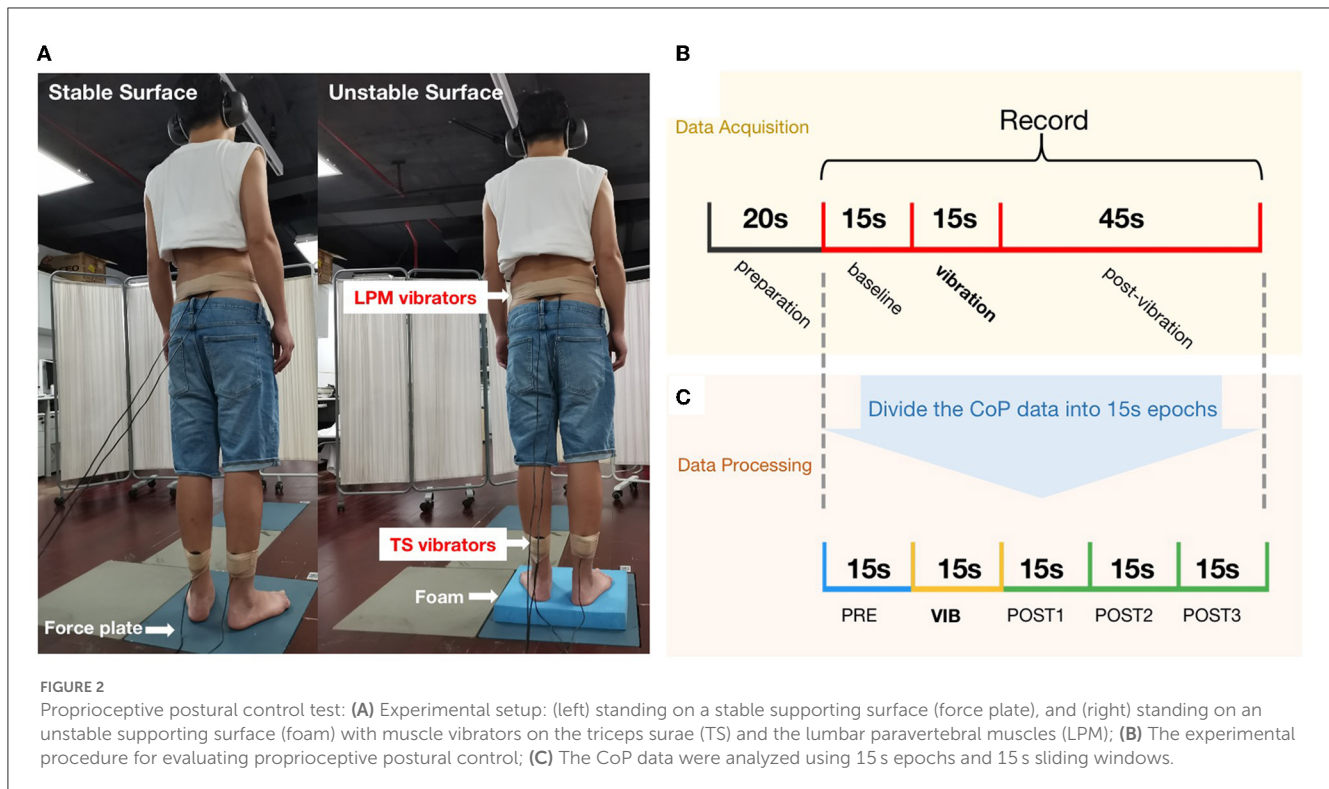 A
Stable Surface
Unstable Surface
LPM vibrators
TS vibrators
Foam
Force plate
B
Data Acquisition
Record
20s
15s
15s
45s
preparation
baseline
vibration
post-vibration
C
Divide the CoP data into 15s epochs
Data Processing
15s
15s
15s
15s
15s
PRE
VIB
POST1
POST2
POST3
FIGURE 2
Proprioceptive postural control test: (A) Experimental setup: (left) standing on a stable supporting surface (force plate), and (right) standing on an
unstable supporting surface (foam) with muscle vibrators on the triceps surae (TS) and the lumbar paravertebral muscles (LPM); (B) The experimental
procedure for evaluating proprioceptive postural control; (C) The CoP data were analyzed using 15 s epochs and 15 s sliding windows.